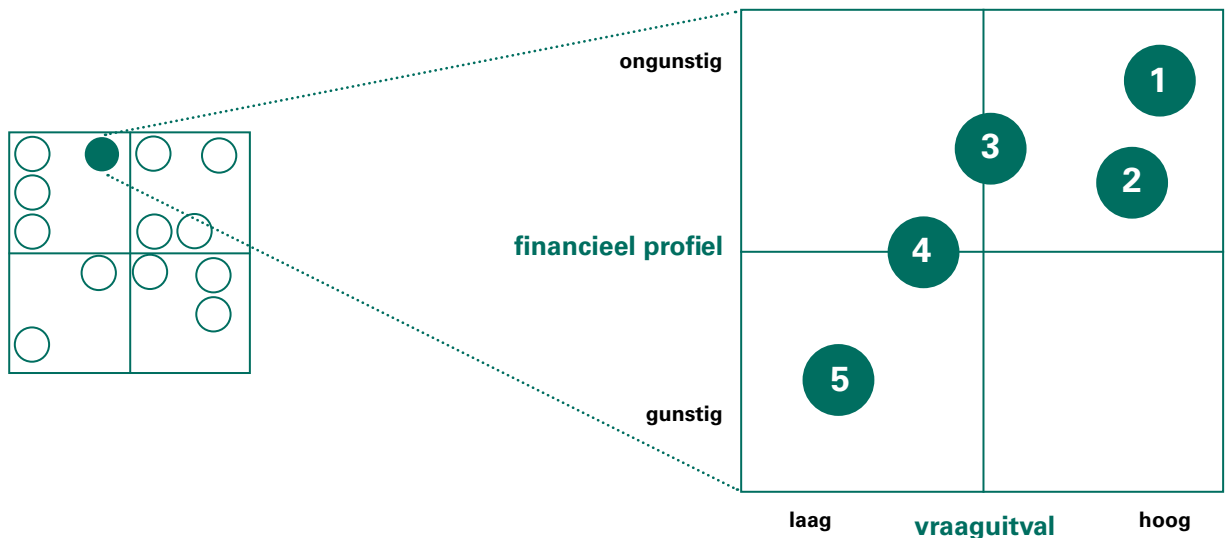 ongunstig
1
3
2
financieel profiel
4
5
gunstig
laag
vraaguitval
hoog